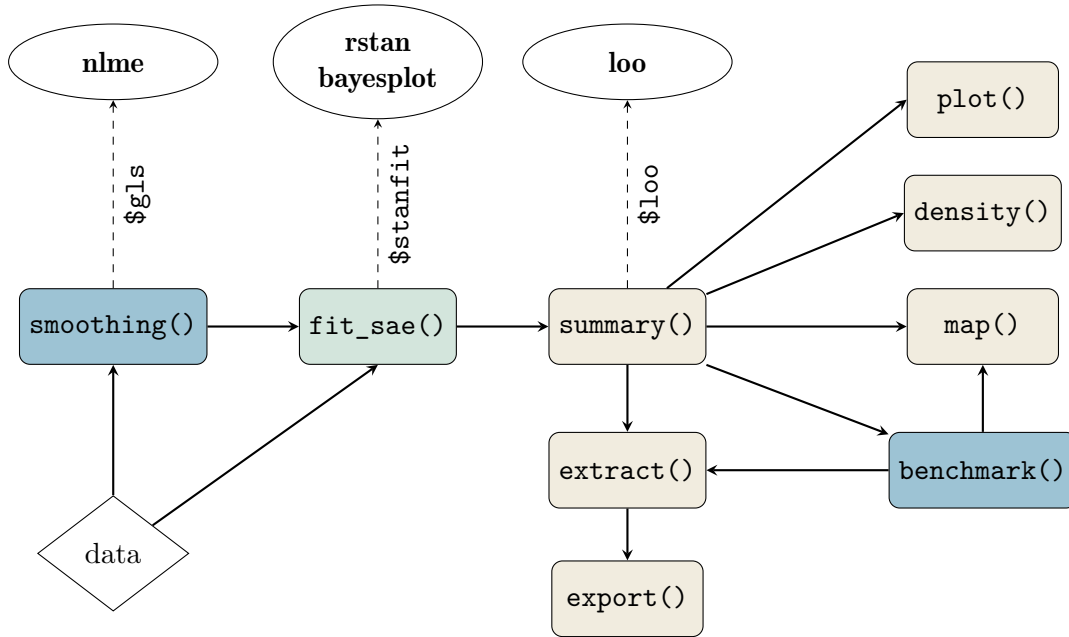 nlme
rstan
bayesplot
loo
plot()
density()
$gls
$stanfit
$loo
smoothing()
fit_sae()
summary()
map()
extract()
benchmark()
data
export()